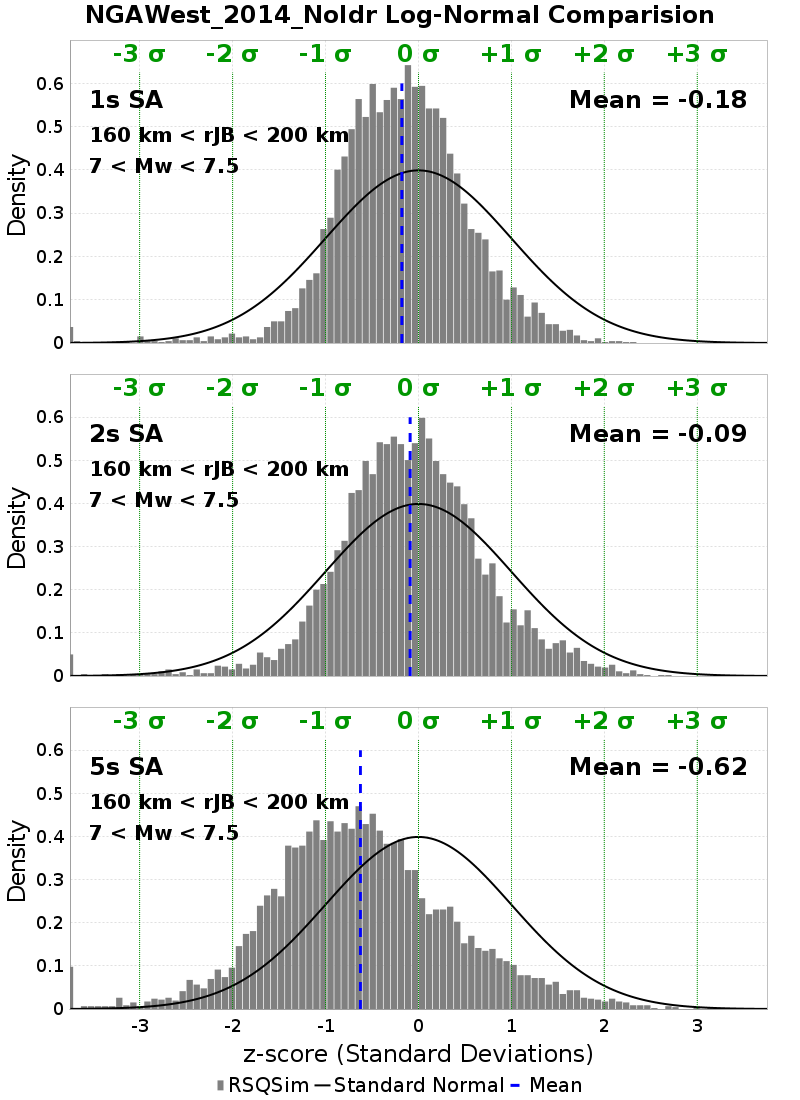 NGAWest_2014_NoIdr Log-Normal Comparision
-3 σ -2 σ -1 σ 0 σ +1 σ +2 σ +3 σ
1s SA Mean = -0.18
160 km < rJB < 200 km
7 < Mw < 7.5
Density
0.6
0.5
0.4
0.3
0.2
0.1
0
-3 σ -2 σ -1 σ 0 σ +1 σ +2 σ +3 σ
2s SA Mean = -0.09
160 km < rJB < 200 km
7 < Mw < 7.5
Density
0.6
0.5
0.4
0.3
0.2
0.1
0
-3 σ -2 σ -1 σ 0 σ +1 σ +2 σ +3 σ
5s SA Mean = -0.62
160 km < rJB < 200 km
7 < Mw < 7.5
Density
0.6
0.5
0.4
0.3
0.2
0.1
0
-3 -2 -1 0 1 2 3
z-score (Standard Deviations)
RSQSim Standard Normal Mean